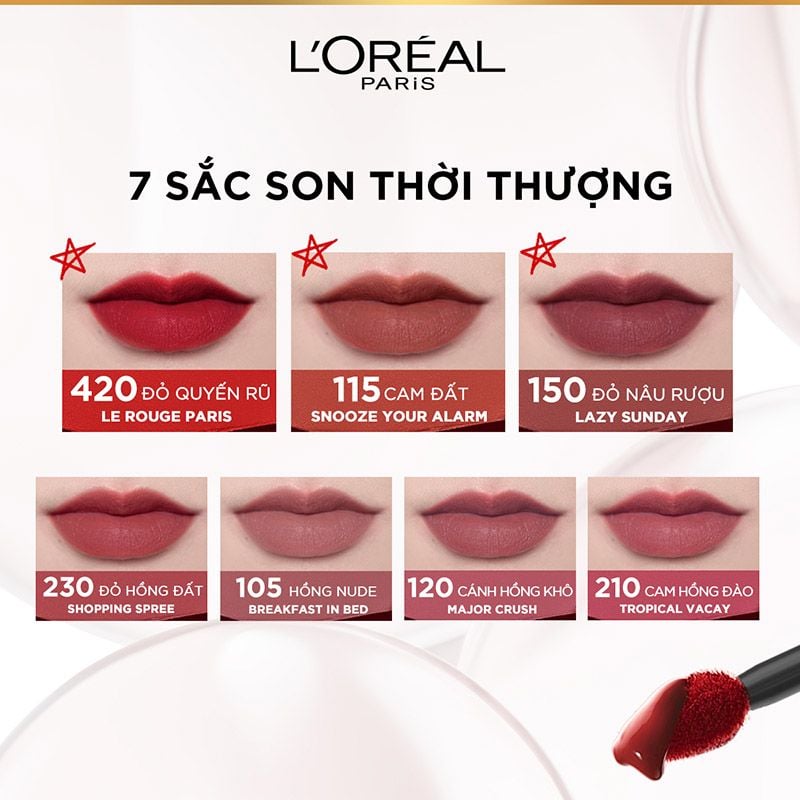 L'ORÉAL
PARiS
7 SẮC SON THỜI THƯỢNG
420 ĐỎ QUYẾN RŨ
LE ROUGE PARIS
115 CAM ĐẤT
SNOOZE YOUR ALARM
150 ĐỎ NÂU RƯỢU
LAZY SUNDAY
230 ĐỎ HỒNG ĐẤT
SHOPPING SPREE
105 HỒNG NUDE
BREAKFAST IN BED
120 CÁNH HỒNG KHÔ
MAJOR CRUSH
210 CAM HỒNG ĐÀO
TROPICAL VACAY